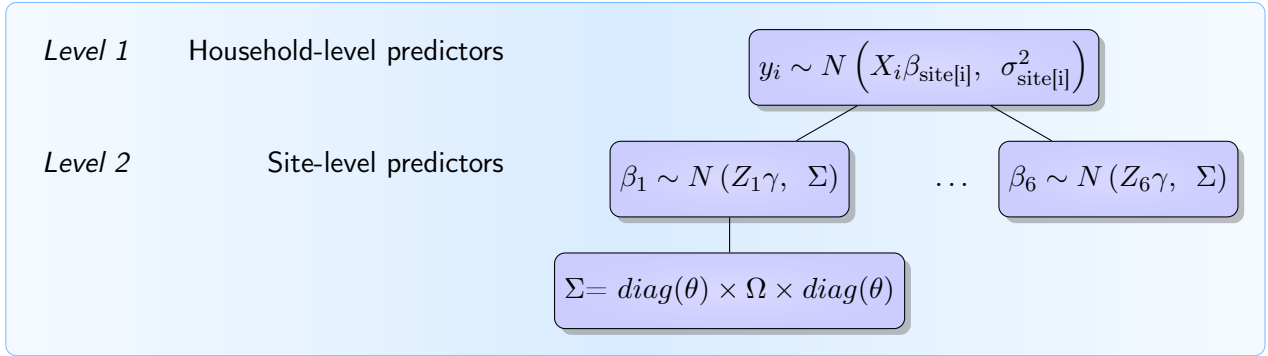 Level 1 Household-level predictors y_i ∼ N (X_i β_site[i], σ²_site[i])
Level 2 Site-level predictors β_1 ∼ N (Z_1 γ, Σ) … β_6 ∼ N (Z_6 γ, Σ)
Σ= diag(θ) × Ω × diag(θ)